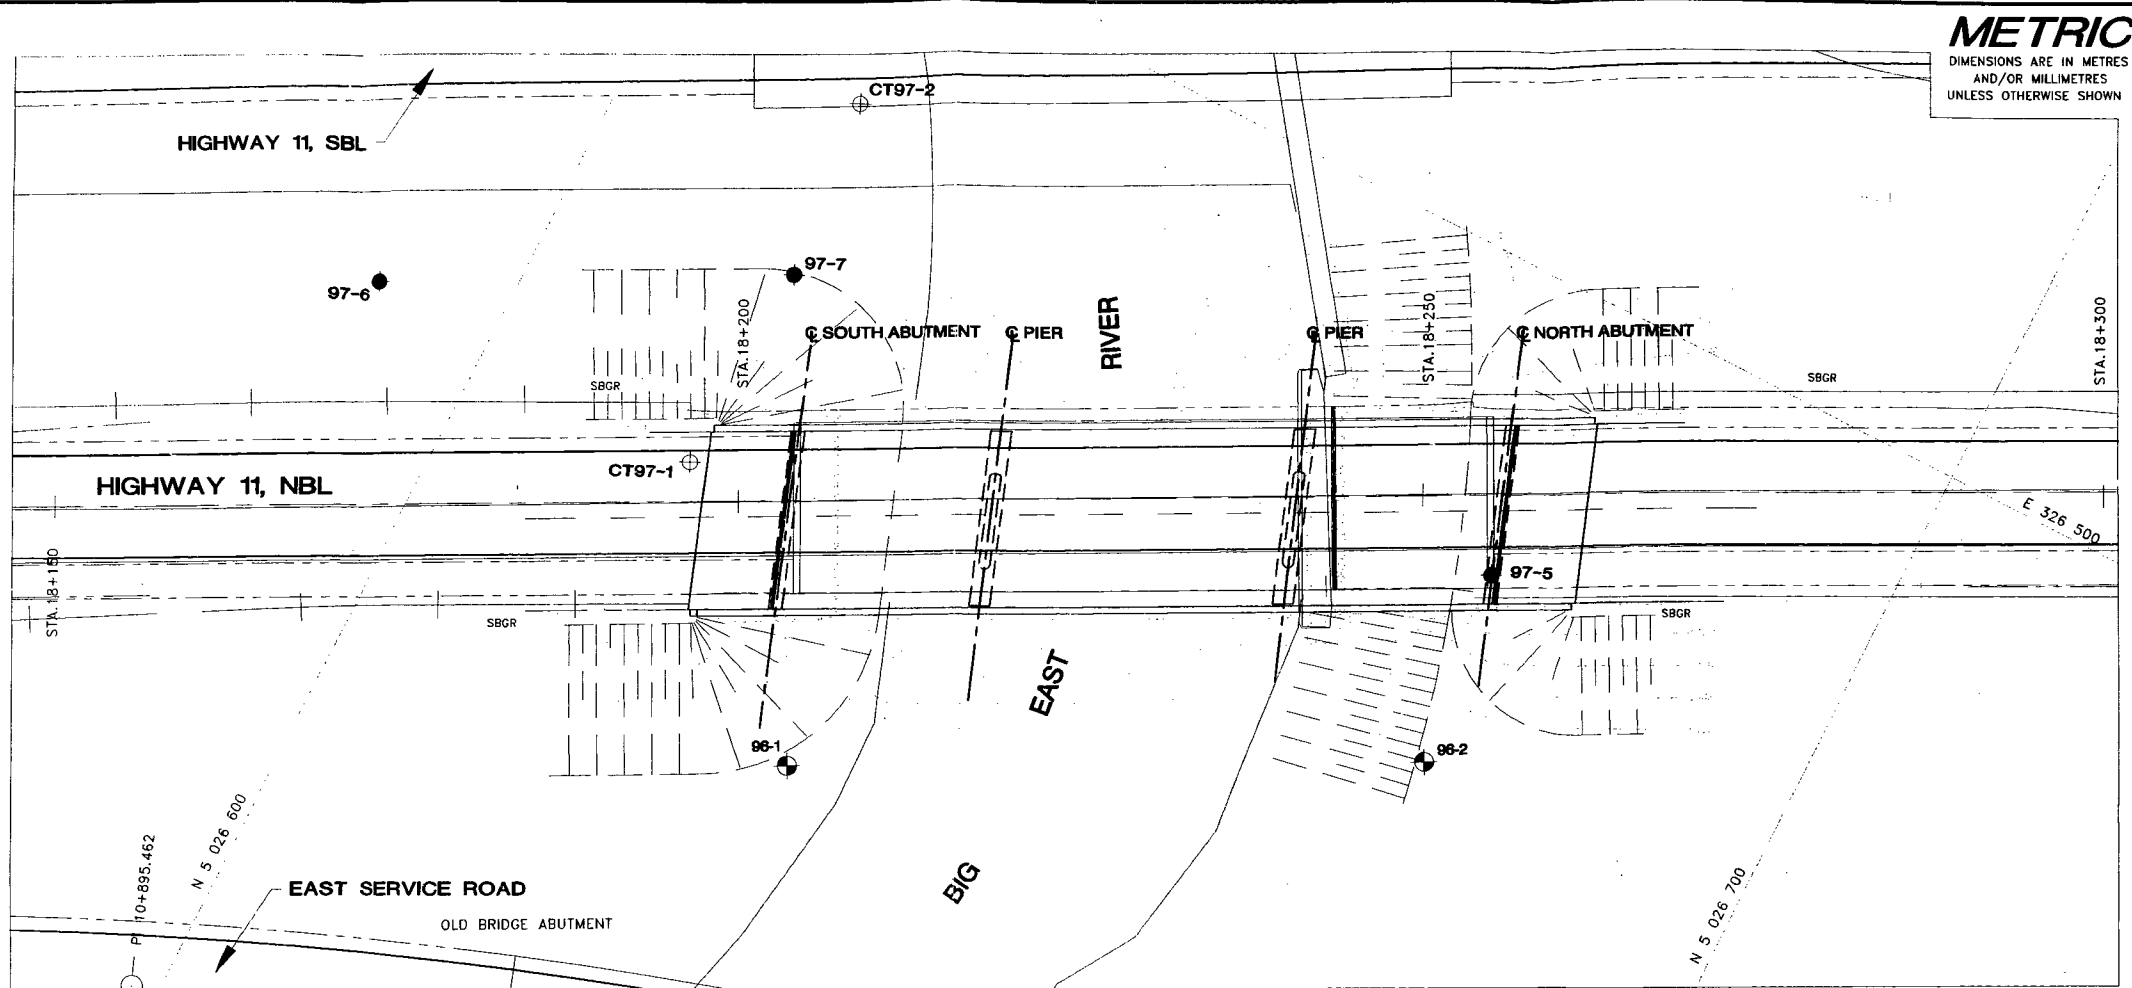 METRIC
DIMENSIONS ARE IN METRES
AND/OR MILLIMETRES
UNLESS OTHERWISE SHOWN
CT97-2
HIGHWAY 11, SBL
97-7
97-6
STA.18+200
℄ SOUTH ABUTMENT
℄ PIER
RIVER
℄ PIER
STA.18+250
℄ NORTH ABUTMENT
STA.18+300
SBGR
SBGR
CT97-1
HIGHWAY 11, NBL
E 326 500
STA.18+150
97-5
SBGR
SBGR
EAST
96-1
96-2
N 5 026 600
PI 10+895.462
BIG
N 5 026 700
EAST SERVICE ROAD
OLD BRIDGE ABUTMENT